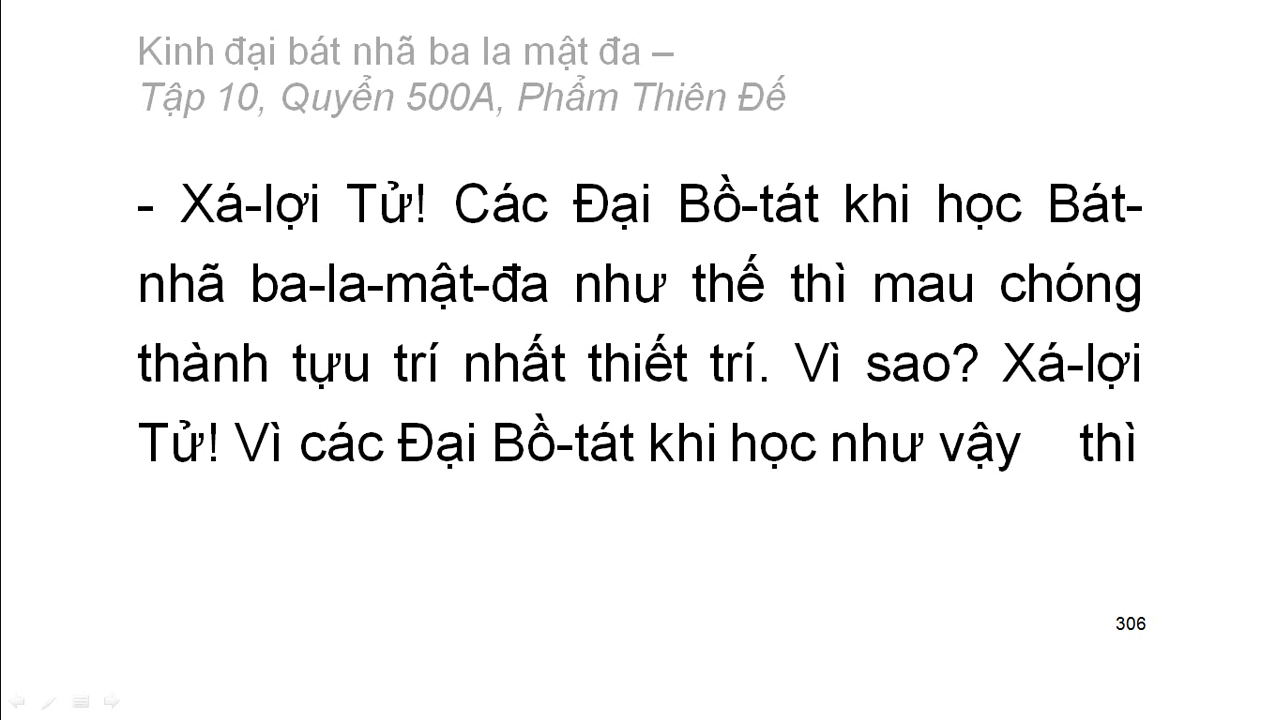 Kinh đại bát nhã ba la mật đa –
Tập 10, Quyển 500A, Phẩm Thiên Đế
- Xá-lợi Tử! Các Đại Bồ-tát khi học Bát-
nhã ba-la-mật-đa như thế thì mau chóng
thành tựu trí nhất thiết trí. Vì sao? Xá-lợi
Tử! Vì các Đại Bồ-tát khi học như vậy thì
306